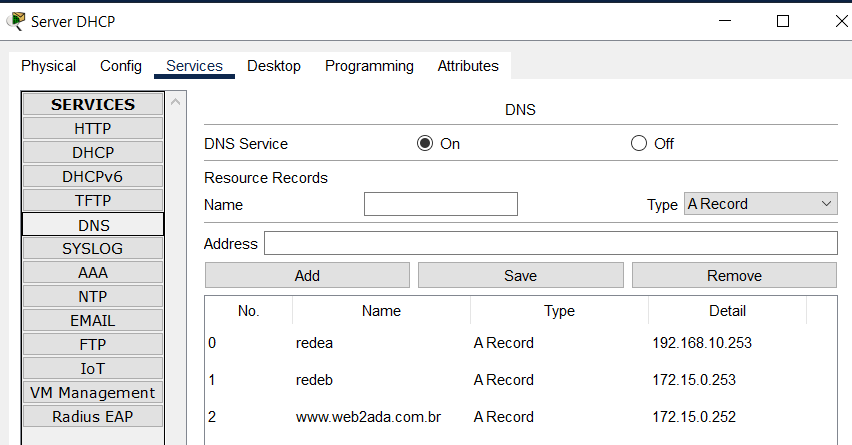 Server DHCP
Physical Config Services Desktop Programming Attributes
SERVICES
HTTP
DHCP
DHCPv6
TFTP
DNS
SYSLOG
AAA
NTP
EMAIL
FTP
IoT
VM Management
Radius EAP
DNS
DNS Service On Off
Resource Records
Name Type A Record
Address
Add Save Remove
No. Name Type Detail
0 redea A Record 192.168.10.253
1 redeb A Record 172.15.0.253
2 www.web2ada.com.br A Record 172.15.0.252